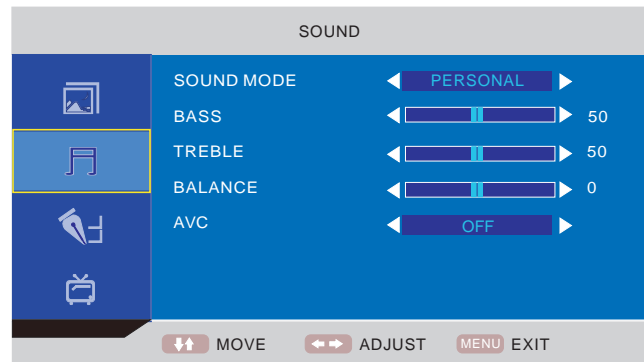 SOUND
SOUND MODE PERSONAL
BASS 50
TREBLE 50
BALANCE 0
AVC OFF
MOVE ADJUST MENU EXIT